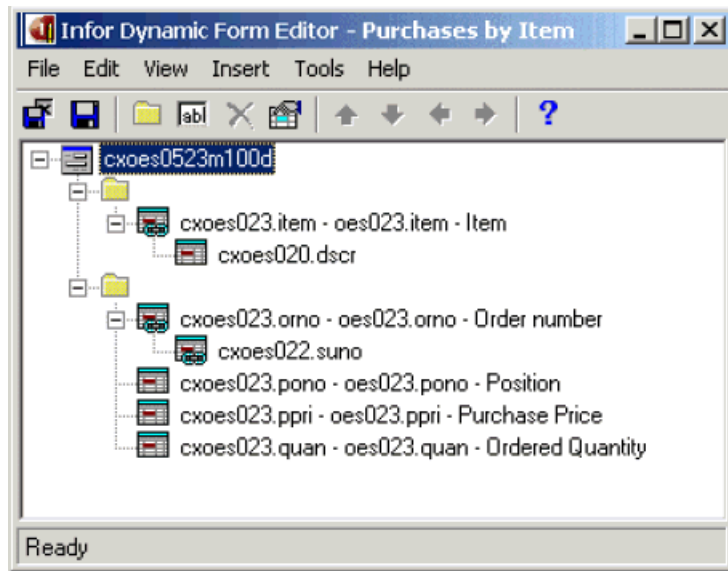 Infor Dynamic Form Editor - Purchases by Item
File Edit View Insert Tools Help
abl ?
cxoes0523m100d
cxoes023.item - oes023.item - Item
cxoes020.dscr
cxoes023.orno - oes023.orno - Order number
cxoes022.suno
cxoes023.pono - oes023.pono - Position
cxoes023.ppri - oes023.ppri - Purchase Price
cxoes023.quan - oes023.quan - Ordered Quantity
Ready